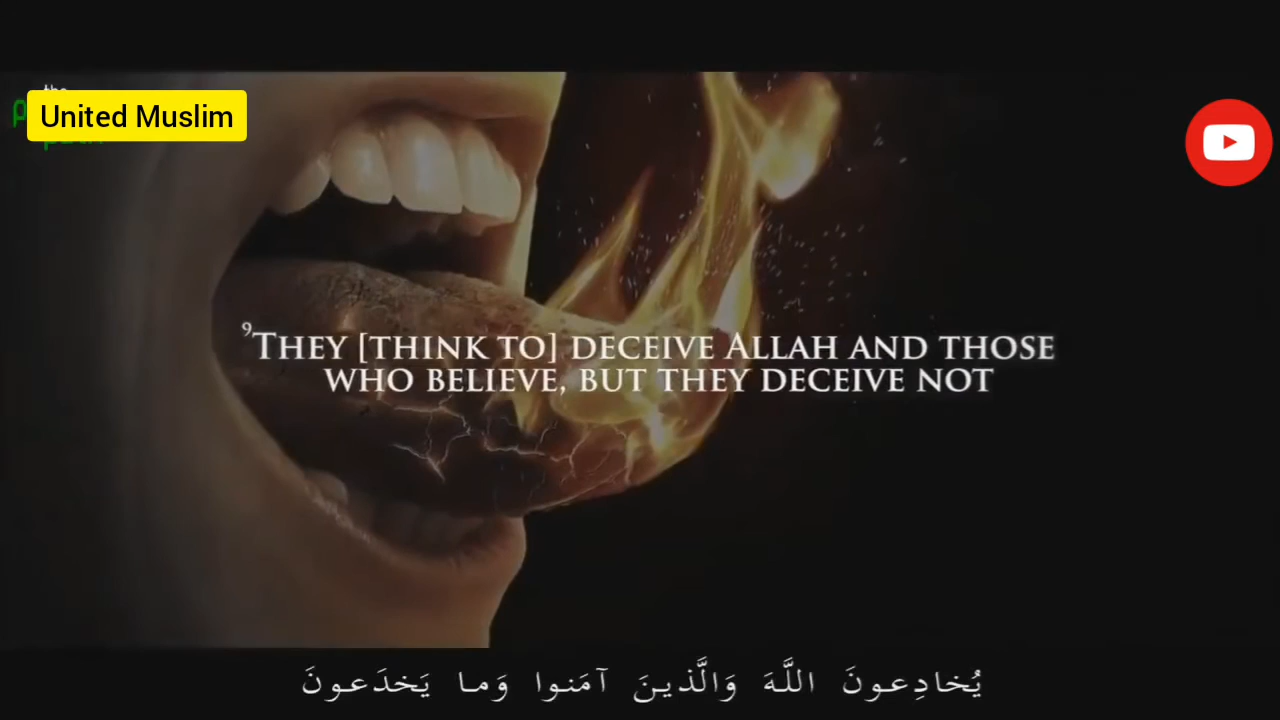 the
United Muslim
⁹They [think to] deceive Allah and those
who believe, but they deceive not
يُخادِعونَ اللَّهَ وَالَّذينَ آمَنوا وَما يَخدَعونَ